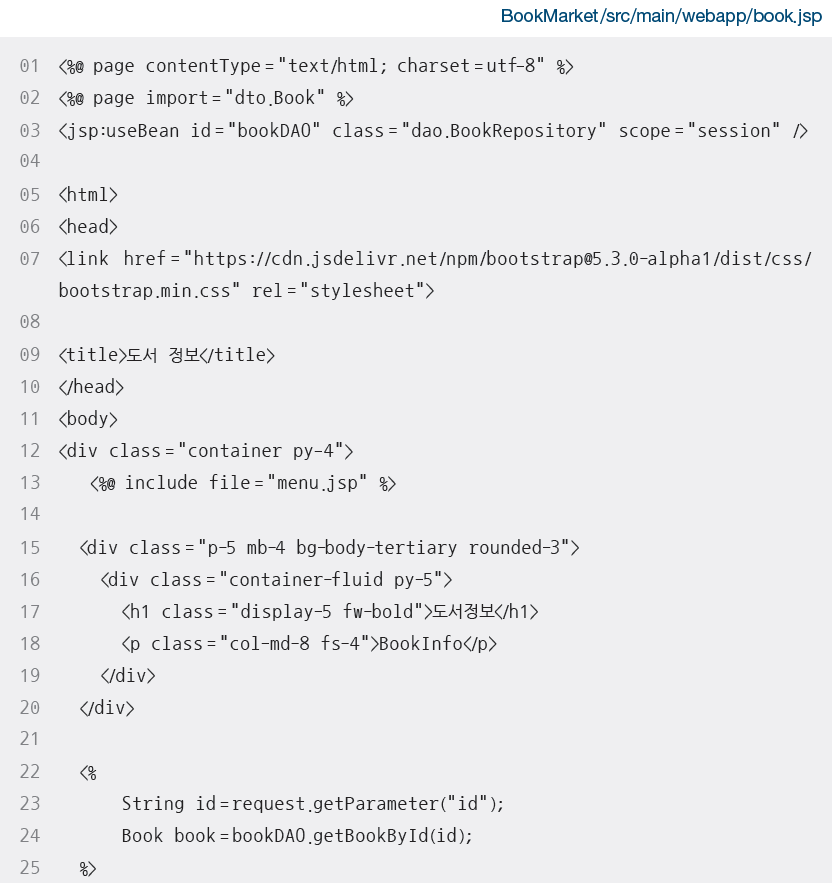 BookMarket/src/main/webapp/book.jsp
01 <%@ page contentType="text/html; charset=utf-8" %>
02 <%@ page import="dto.Book" %>
03 <jsp:useBean id="bookDAO" class="dao.BookRepository" scope="session" />
04
05 <html>
06 <head>
07 <link href="https://cdn.jsdelivr.net/npm/bootstrap@5.3.0-alpha1/dist/css/
bootstrap.min.css" rel="stylesheet">
08
09 <title>도서 정보</title>
10 </head>
11 <body>
12 <div class="container py-4">
13 <%@ include file="menu.jsp" %>
14
15 <div class="p-5 mb-4 bg-body-tertiary rounded-3">
16 <div class="container-fluid py-5">
17 <h1 class="display-5 fw-bold">도서정보</h1>
18 <p class="col-md-8 fs-4">BookInfo</p>
19 </div>
20 </div>
21
22 <%
23 String id=request.getParameter("id");
24 Book book=bookDAO.getBookById(id);
25 %>